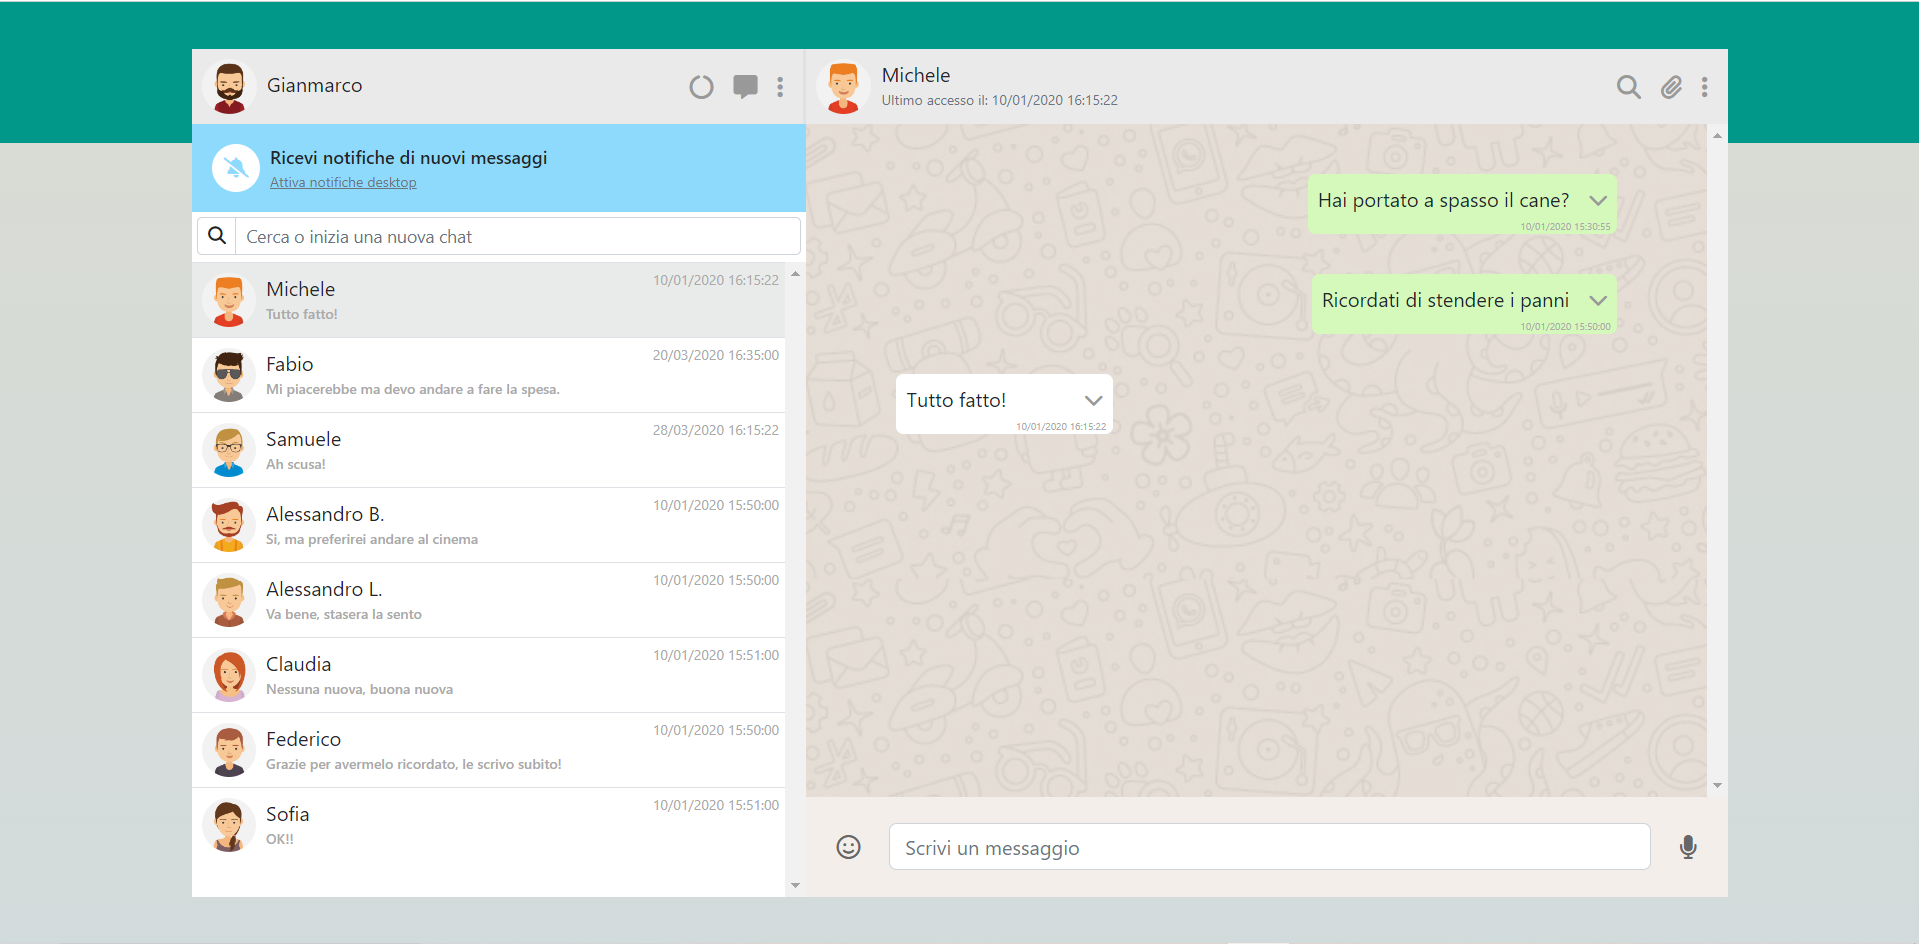 Gianmarco
Ricevi notifiche di nuovi messaggi
Attiva notifiche desktop
Cerca o inizia una nuova chat
Michele
10/01/2020 16:15:22
Tutto fatto!
Fabio
20/03/2020 16:35:00
Mi piacerebbe ma devo andare a fare la spesa.
Samuele
28/03/2020 16:15:22
Ah scusa!
Alessandro B.
10/01/2020 15:50:00
Si, ma preferirei andare al cinema
Alessandro L.
10/01/2020 15:50:00
Va bene, stasera la sento
Claudia
10/01/2020 15:51:00
Nessuna nuova, buona nuova
Federico
10/01/2020 15:50:00
Grazie per avermelo ricordato, le scrivo subito!
Sofia
10/01/2020 15:51:00
OK!!
Michele
Ultimo accesso il: 10/01/2020 16:15:22
Hai portato a spasso il cane?
10/01/2020 15:30:55
Ricordati di stendere i panni
10/01/2020 15:50:00
Tutto fatto!
10/01/2020 16:15:22
Scrivi un messaggio